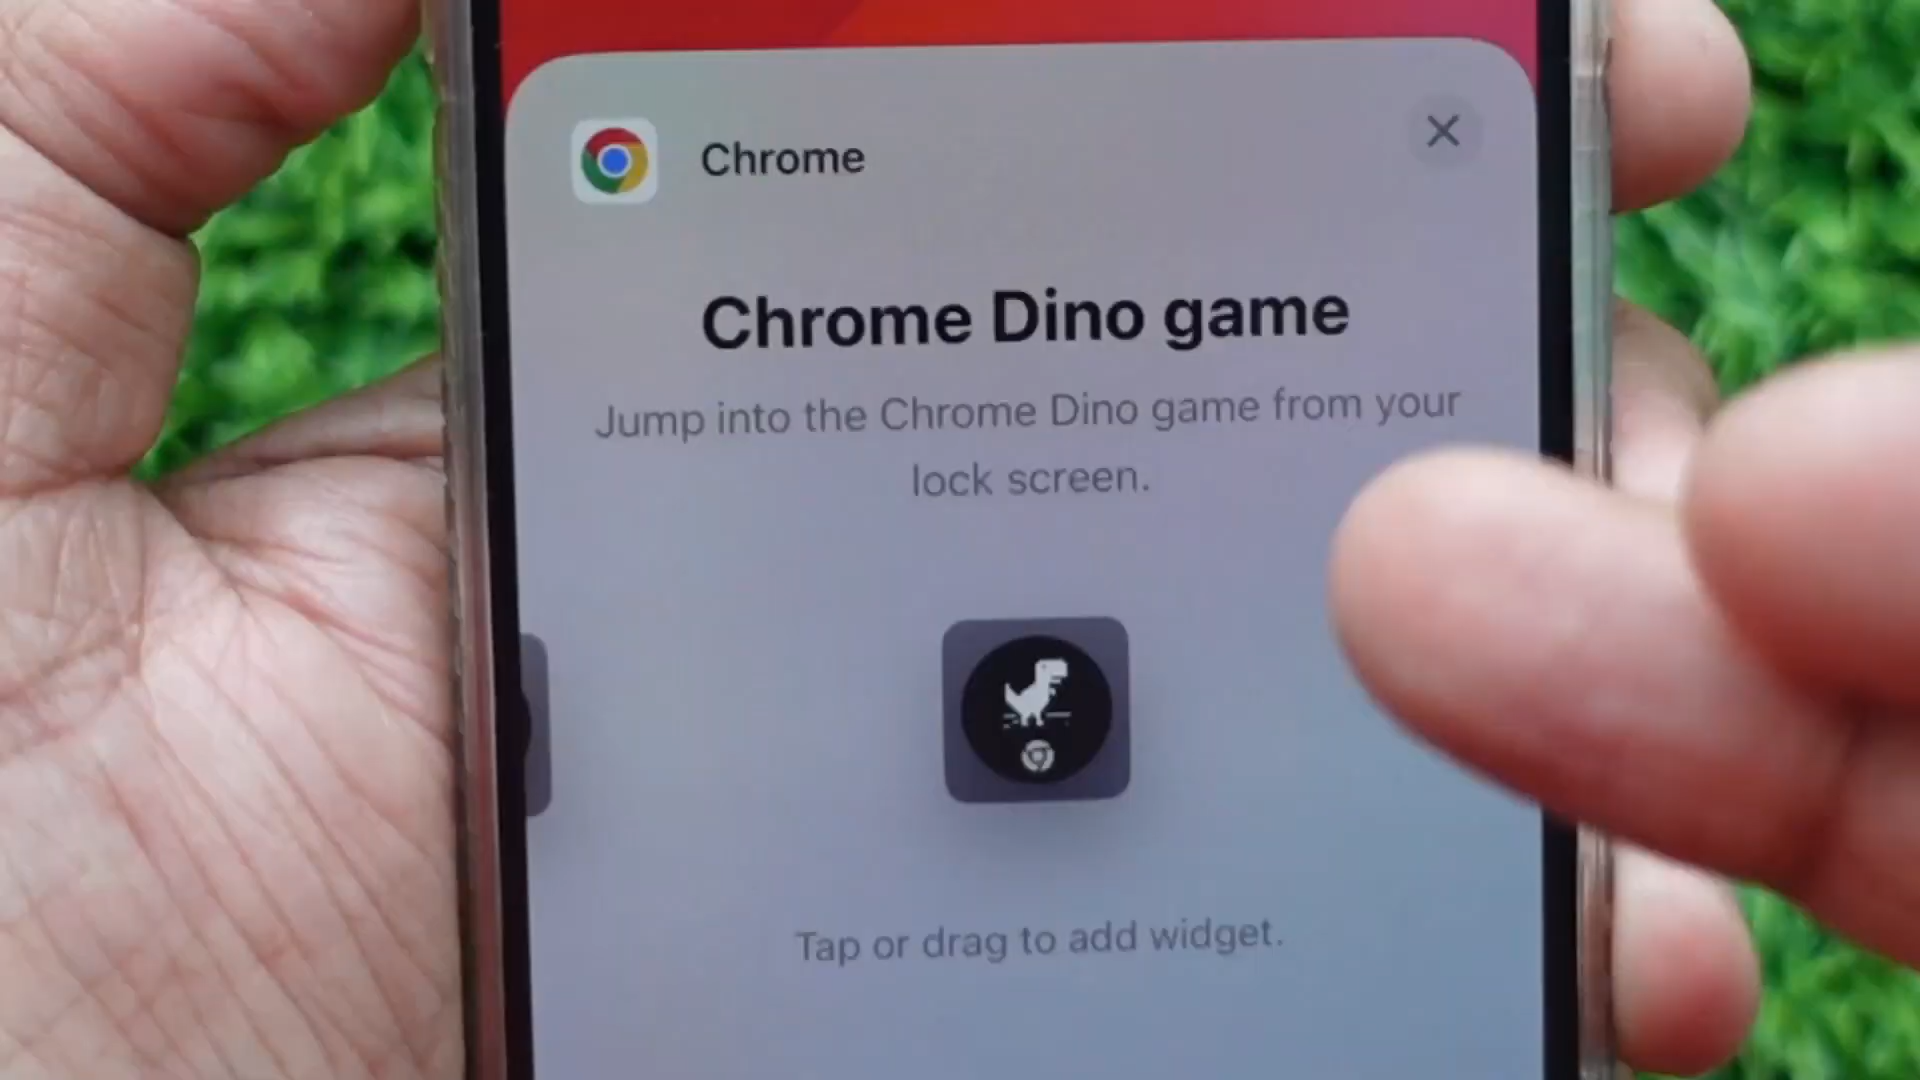 Chrome
Chrome Dino game
Jump into the Chrome Dino game from your
lock screen.
Tap or drag to add widget.